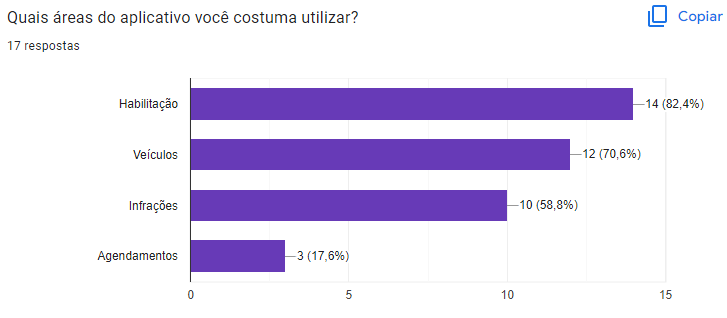 Quais áreas do aplicativo você costuma utilizar?
Copiar
17 respostas
Habilitação 14 (82,4%)
Veículos 12 (70,6%)
Infrações 10 (58,8%)
Agendamentos 3 (17,6%)
0 5 10 15